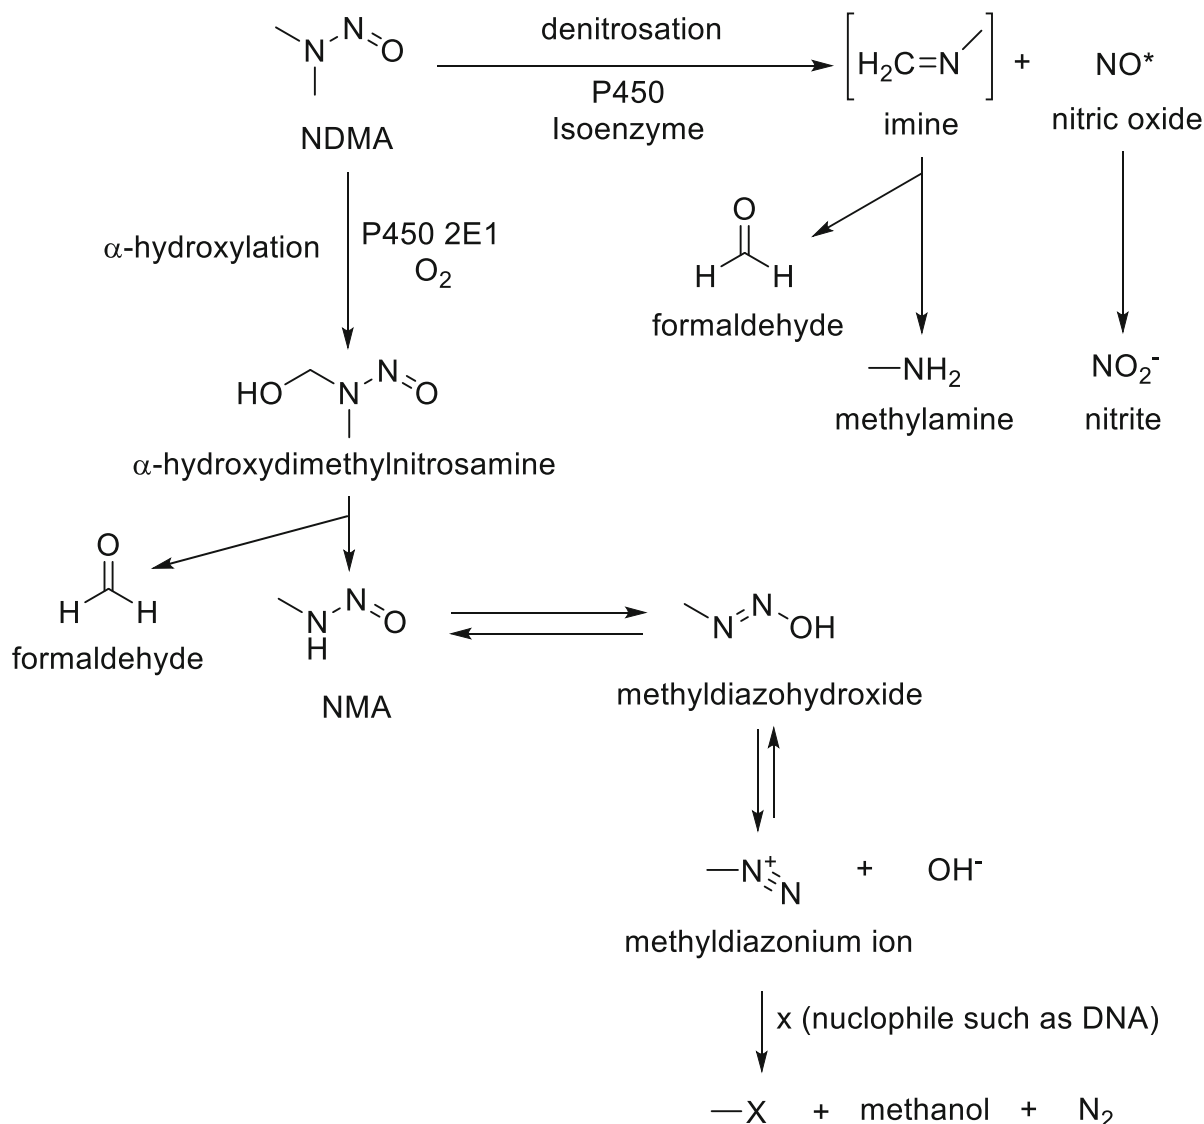 N
N
O
NDMA
denitrosation
P450
Isoenzyme
H₂C=N
imine
+
NO*
nitric oxide
α-hydroxylation
P450 2E1
O₂
O
H
H
formaldehyde
NH₂
methylamine
NO₂⁻
nitrite
HO
N
N
O
α-hydroxydimethylnitrosamine
O
H
H
formaldehyde
N
H
N
O
NMA
N
N
OH
methyldiazohydroxide
N⁺
N
+
OH⁻
methyldiazonium ion
x (nuclophile such as DNA)
X + methanol + N₂